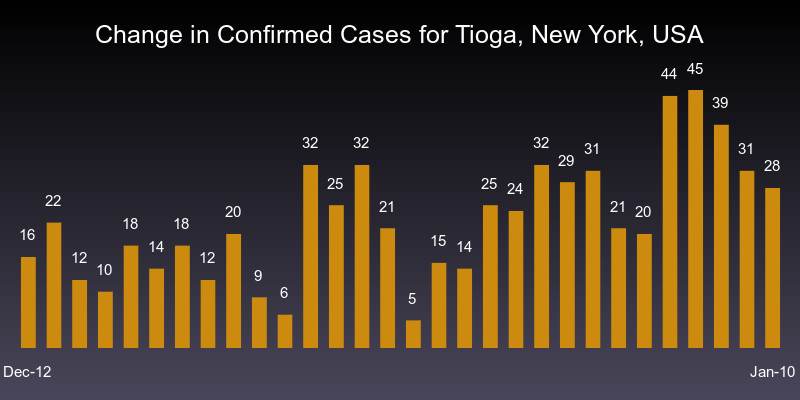 Change in Confirmed Cases for Tioga, New York, USA
16 22 12 10 18 14 18 12 20 9 6 32 25 32 21 5 15 14 25 24 32 29 31 21 20 44 45 39 31 28
Dec-12 Jan-10